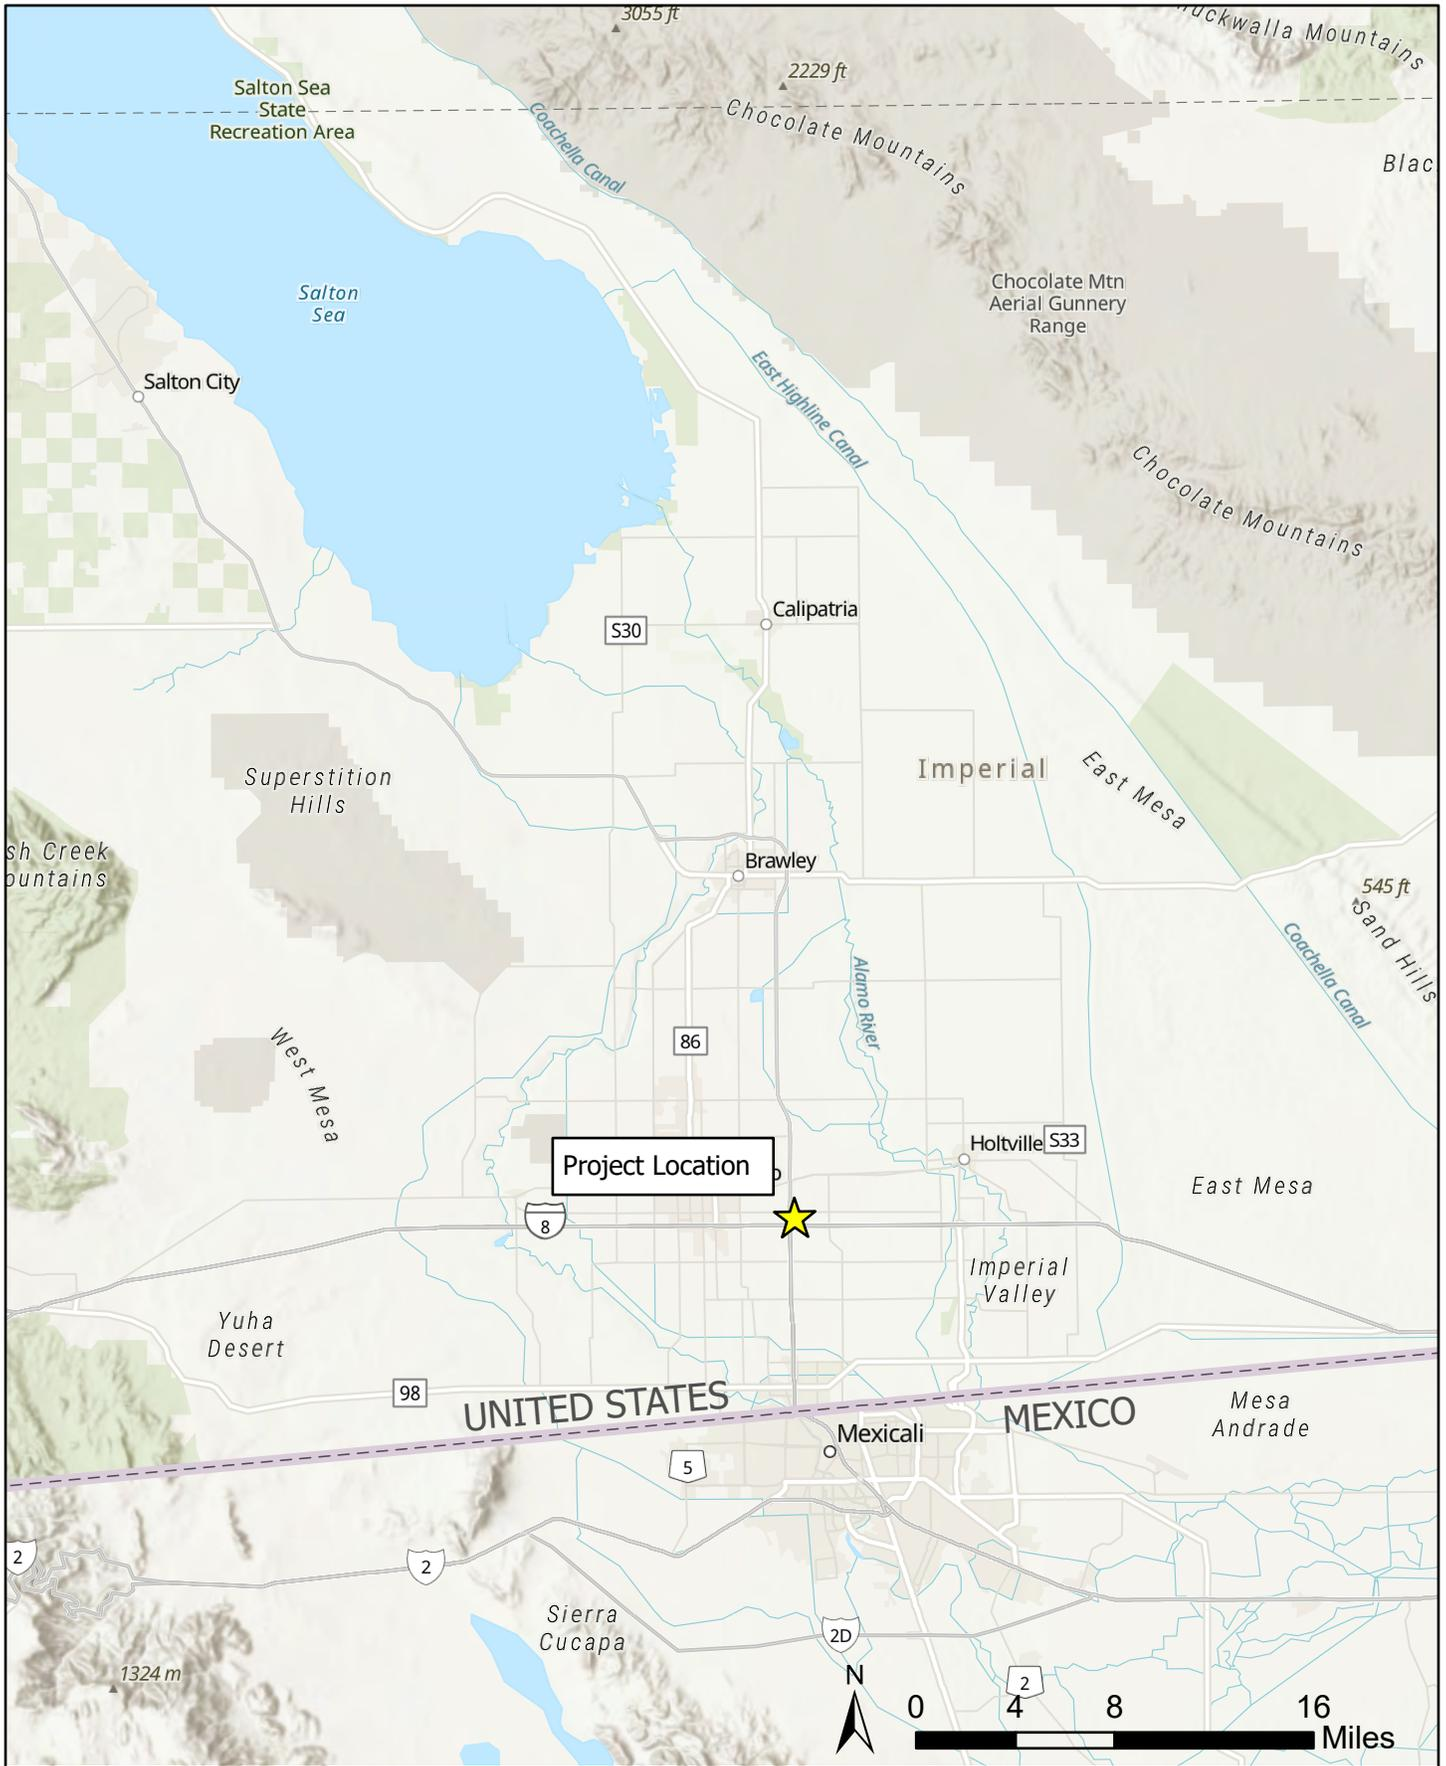 3055 ft
Mountains
2229 ft
Salton Sea
State
Recreation Area
Coachella Canal
Chocolate Mountains
Blac
Salton
Sea
Chocolate Mtn
Aerial Gunnery
Range
East Highline Canal
Salton City
Chocolate Mountains
Calipatria
S30
Imperial
East Mesa
Superstition
Hills
sh Creek
ountains
Brawley
545 ft
Sand Hills
Coachella Canal
Alamo River
86
West Mesa
Holtville
S33
Project Location
o
East Mesa
8
Imperial
Valley
Yuha
Desert
98
UNITED STATES
MEXICO
Mesa
Andrade
Mexicali
5
2
2
Sierra
Cucapa
2D
1324 m
N
2
0 4 8 16
Miles